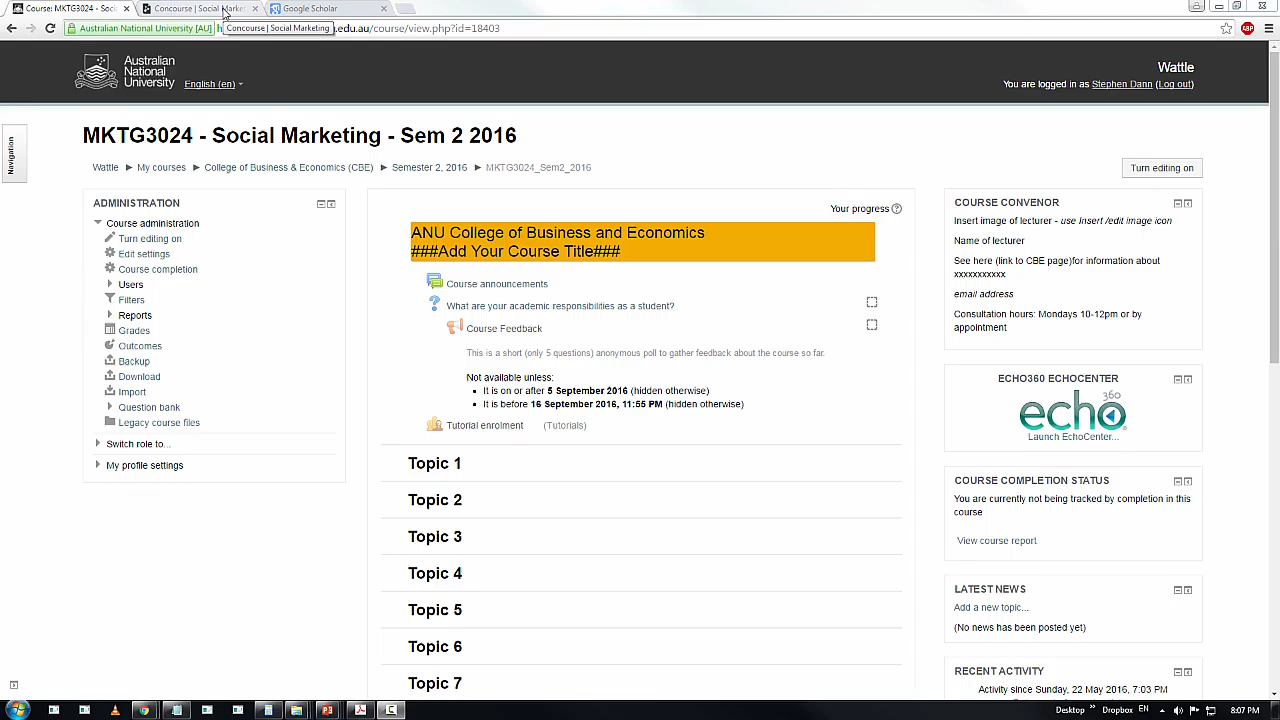 Course: MKTG3024 - Soci
Concourse | Social Market
Google Scholar
Australian National University [AU]
.edu.au/course/view.php?id=18403
Concourse | Social Marketing
ABP
Australian
National
University
English (en)
Wattle
You are logged in as Stephen Dann (Log out)
Navigation
MKTG3024 - Social Marketing - Sem 2 2016
Wattle ► My courses ► College of Business & Economics (CBE) ► Semester 2, 2016 ► MKTG3024_Sem2_2016
Turn editing on
ADMINISTRATION
Course administration
Turn editing on
Edit settings
Course completion
Users
Filters
Reports
Grades
Outcomes
Backup
Download
Import
Question bank
Legacy course files
Switch role to...
My profile settings
Your progress
ANU College of Business and Economics
###Add Your Course Title###
Course announcements
What are your academic responsibilities as a student?
Course Feedback
This is a short (only 5 questions) anonymous poll to gather feedback about the course so far.
Not available unless:
It is on or after 5 September 2016 (hidden otherwise)
It is before 16 September 2016, 11:55 PM (hidden otherwise)
Tutorial enrolment (Tutorials)
Topic 1
Topic 2
Topic 3
Topic 4
Topic 5
Topic 6
Topic 7
COURSE CONVENOR
Insert image of lecturer - use Insert /edit image icon
Name of lecturer
See here (link to CBE page)for information about
xxxxxxxxxxx
email address
Consultation hours: Mondays 10-12pm or by
appointment
ECHO360 ECHOCENTER
echo 360
Launch EchoCenter...
COURSE COMPLETION STATUS
You are currently not being tracked by completion in this
course
View course report
LATEST NEWS
Add a new topic...
(No news has been posted yet)
RECENT ACTIVITY
Activity since Sunday, 22 May 2016, 7:03 PM
Desktop
Dropbox
EN
8:07 PM